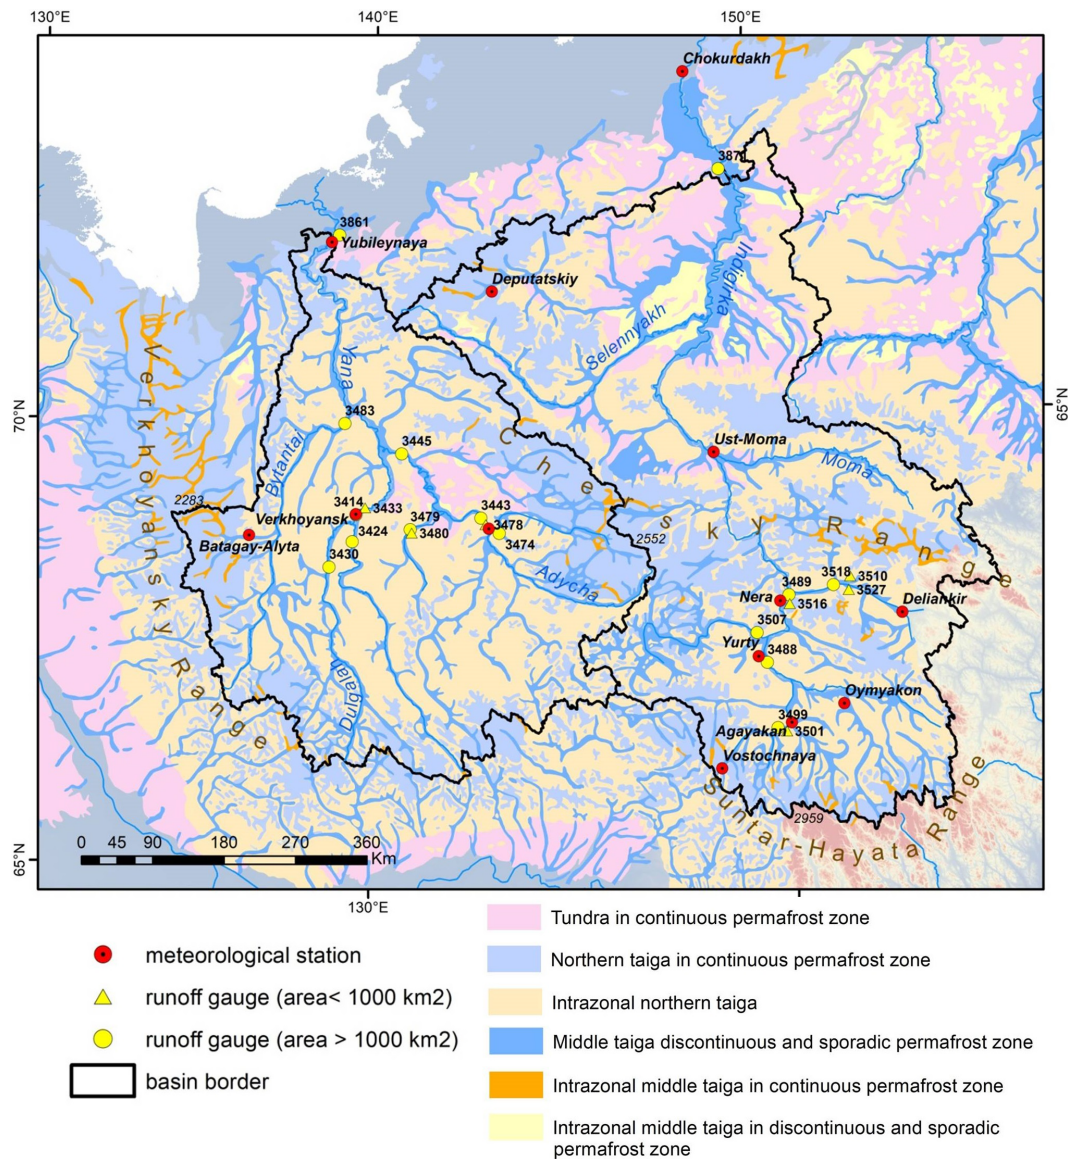 130°E
140°E
150°E
Chokurdakh
3861
Yubileynaya
Deputatskiy
Indigirka
Selennyakh
Yana
Verkhoyainsky Range
70°N
65°N
3483
3445
Chersky Range
Ust-Moma
Moma
Bytantai
2283
3414
3433
Verkhoyansk
3424
3479
3480
3443
3478
3474
2552
Batagay-Alyta
3430
Adycha
3489
3518
3510
3527
Nera
3516
Deliankir
3507
Yurty
3488
Dulgalah
Oymyakon
3499
Agayakan
3501
Vostochnaya
Suntar-Hayata Range
2959
66°N
0 45 90 180 270 360
Km
130°E
meteorological station
runoff gauge (area< 1000 km2)
runoff gauge (area > 1000 km2)
basin border
Tundra in continuous permafrost zone
Northern taiga in continuous permafrost zone
Intrazonal northern taiga
Middle taiga discontinuous and sporadic permafrost zone
Intrazonal middle taiga in continuous permafrost zone
Intrazonal middle taiga in discontinuous and sporadic
permafrost zone